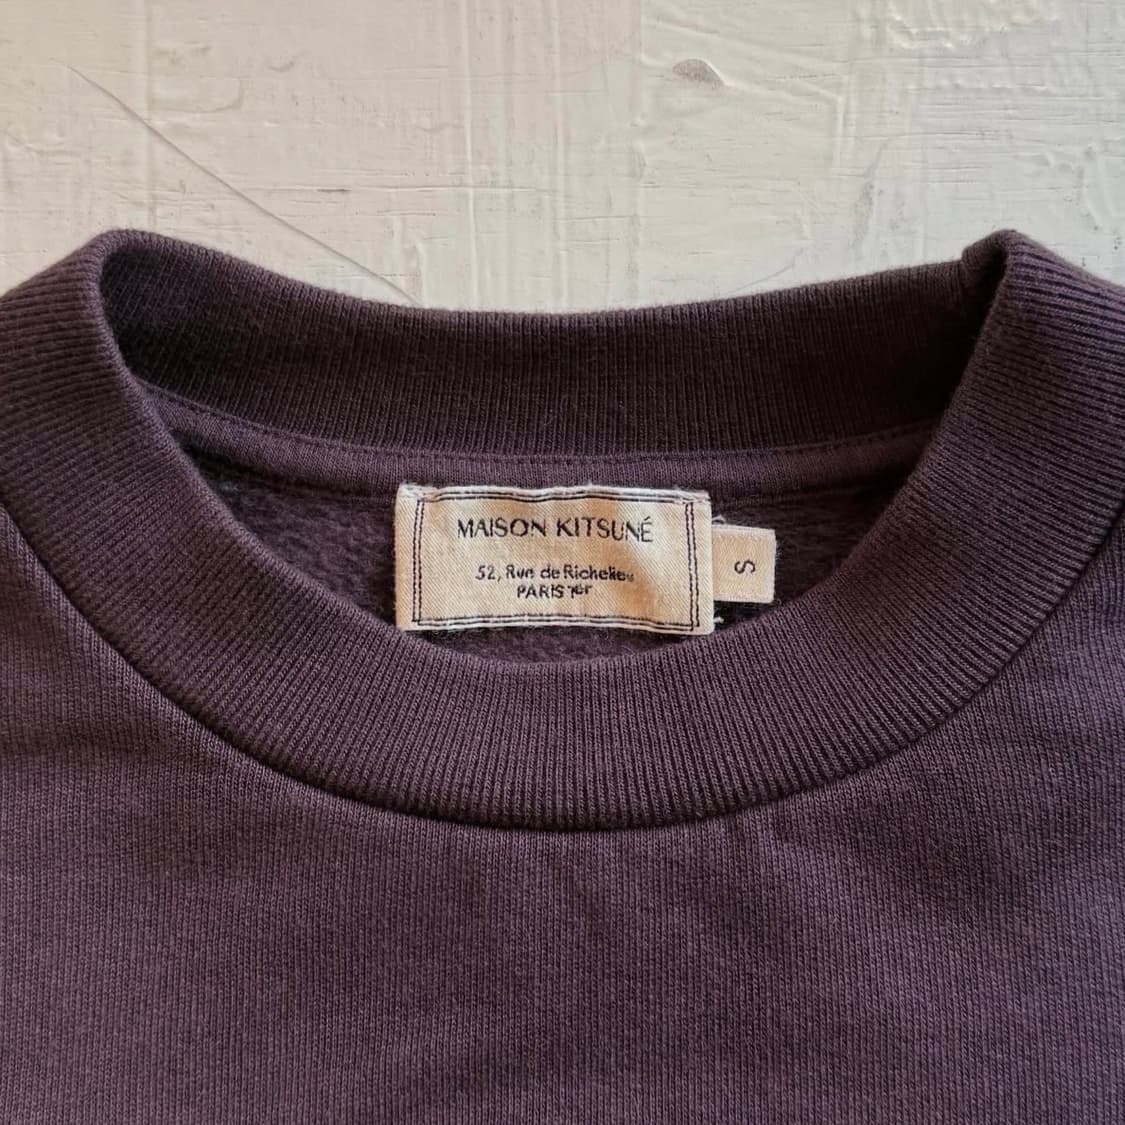 MAISON KITSUNÉ
52, Rue de Richelieu
PARIS 1er
S